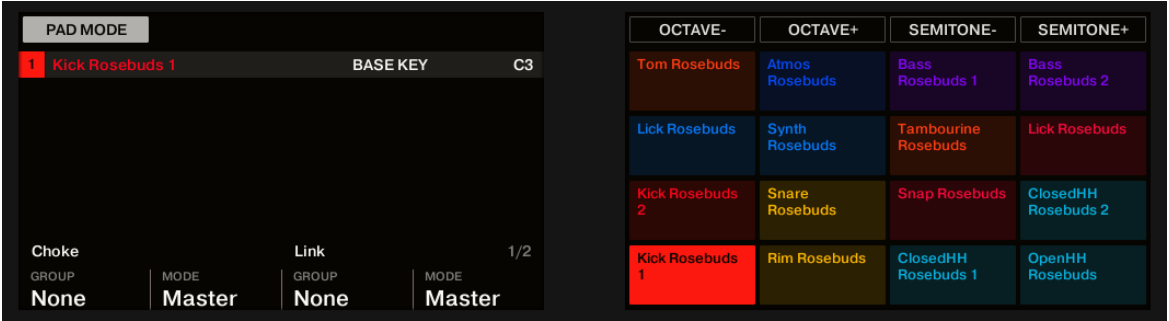 PAD MODE
1 Kick Rosebuds 1 BASE KEY C3
Choke Link 1/2
GROUP MODE GROUP MODE
None Master None Master
OCTAVE- OCTAVE+ SEMITONE- SEMITONE+
Tom Rosebuds
Atmos
Rosebuds
Bass
Rosebuds 1
Bass
Rosebuds 2
Lick Rosebuds
Synth
Rosebuds
Tambourine
Rosebuds
Lick Rosebuds
Kick Rosebuds
2
Snare
Rosebuds
Snap Rosebuds
ClosedHH
Rosebuds 2
Kick Rosebuds
1
Rim Rosebuds
ClosedHH
Rosebuds 1
OpenHH
Rosebuds